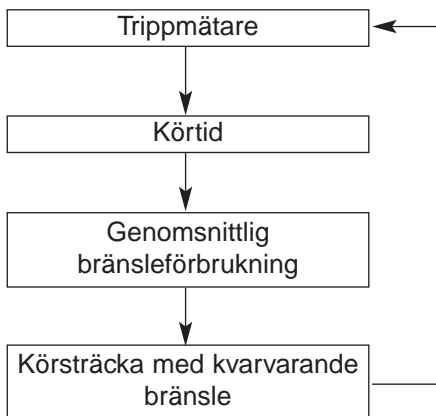 Trippmätare
Körtid
Genomsnittlig
bränsleförbrukning
Körsträcka med kvarvarande
bränsle